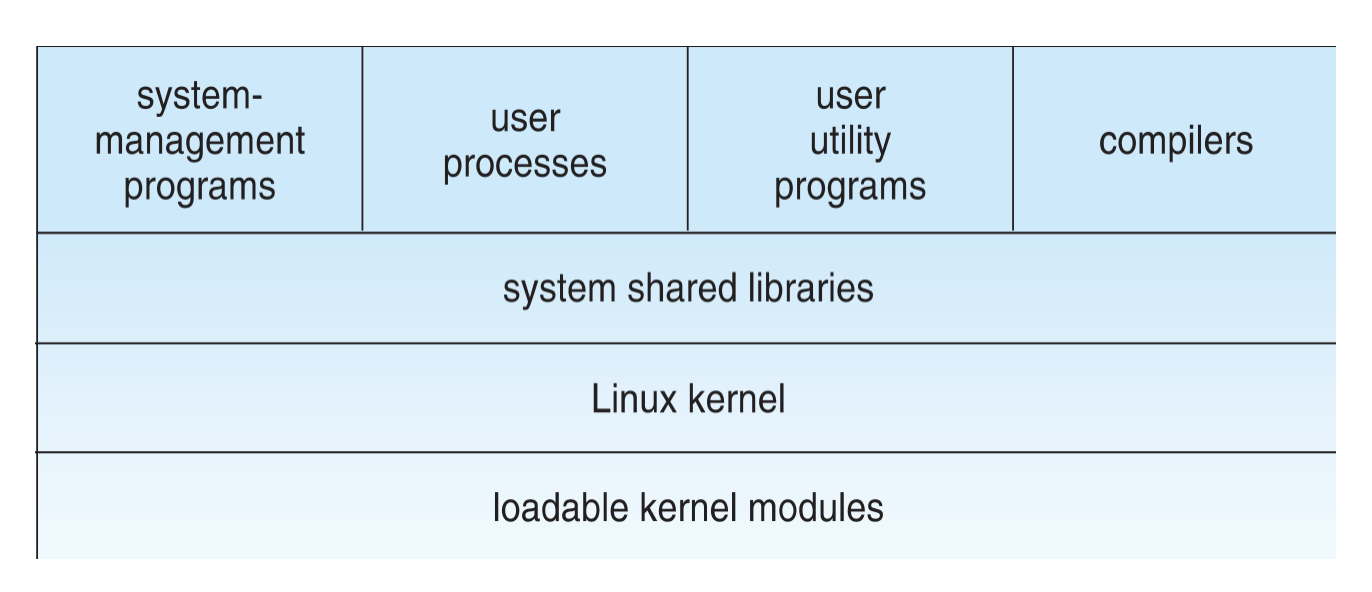 system-
management
programs
user
processes
user
utility
programs
compilers
system shared libraries
Linux kernel
loadable kernel modules